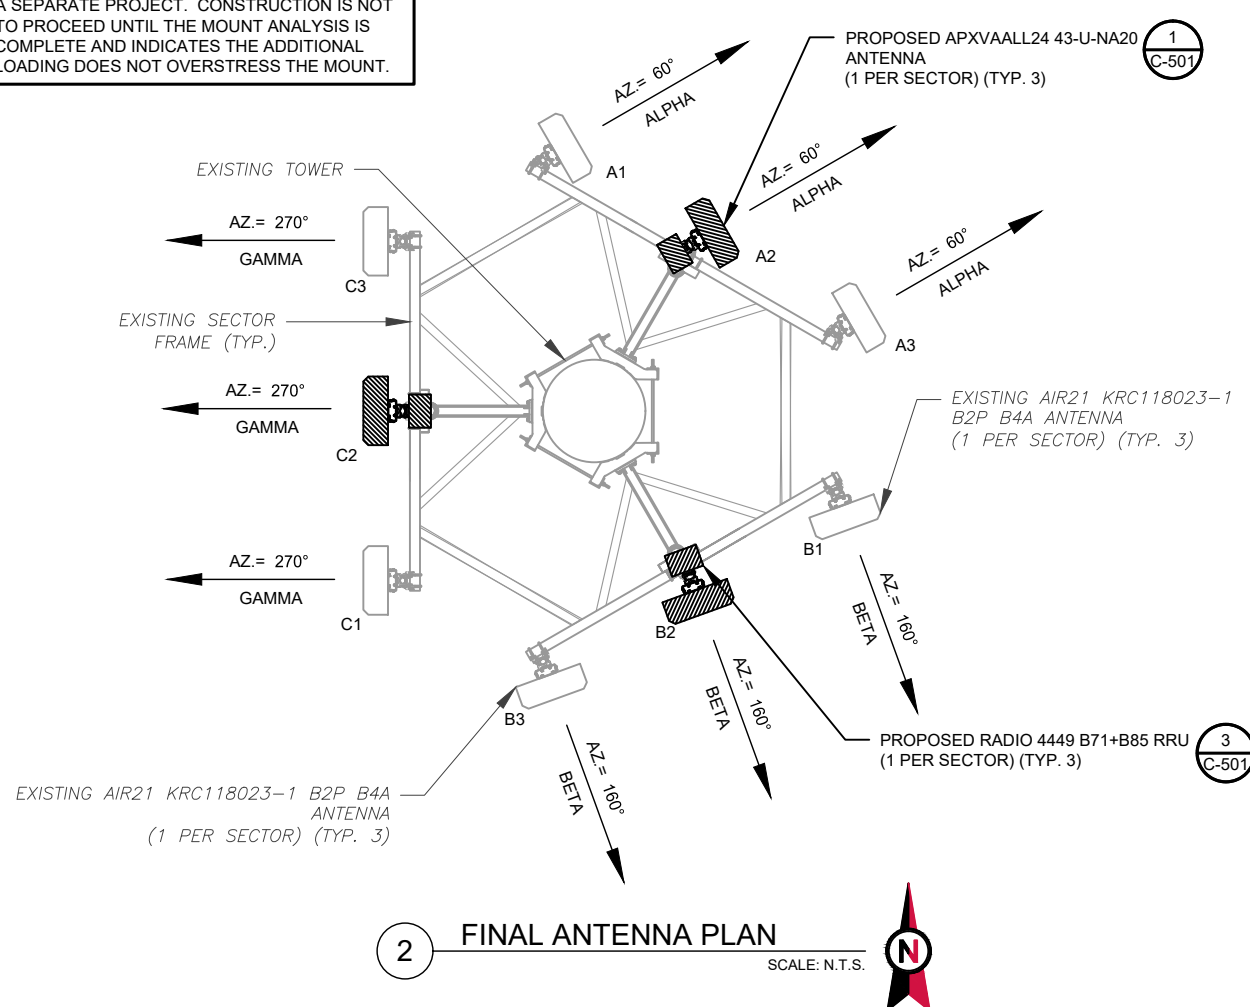 A SEPARATE PROJECT.  CONSTRUCTION IS NOT
TO PROCEED UNTIL THE MOUNT ANALYSIS IS
COMPLETE AND INDICATES THE ADDITIONAL
LOADING DOES NOT OVERSTRESS THE MOUNT.
PROPOSED APXVAALL24 43-U-NA20
ANTENNA
(1 PER SECTOR) (TYP. 3)
1
C-501
AZ.= 60°
ALPHA
A1
EXISTING TOWER
AZ.= 60°
ALPHA
A2
AZ.= 270°
GAMMA
C3
AZ.= 60°
ALPHA
A3
EXISTING SECTOR
FRAME (TYP.)
AZ.= 270°
GAMMA
C2
EXISTING AIR21 KRC118023-1
B2P B4A ANTENNA
(1 PER SECTOR) (TYP. 3)
B1
AZ.= 270°
GAMMA
C1
AZ.= 160°
BETA
B2
AZ.= 160°
BETA
B3
AZ.= 160°
BETA
PROPOSED RADIO 4449 B71+B85 RRU
(1 PER SECTOR) (TYP. 3)
3
C-501
EXISTING AIR21 KRC118023-1 B2P B4A
ANTENNA
(1 PER SECTOR) (TYP. 3)
2
FINAL ANTENNA PLAN
SCALE: N.T.S.
N